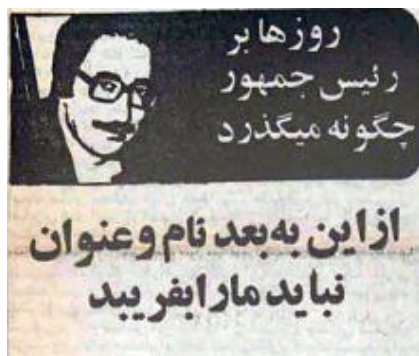 روزها بر
رئیس جمهور
چگونه میگذرد
از این به بعد نام و عنوان
نباید ما را بفریبد